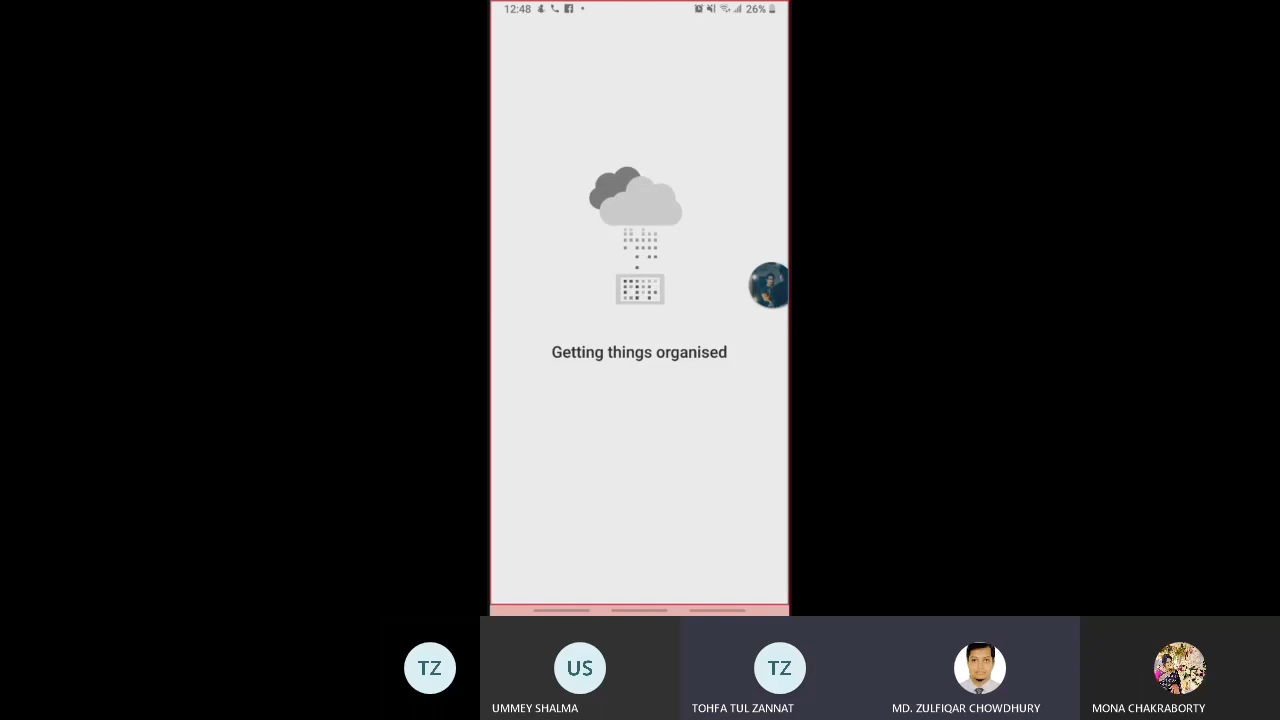 12:48
26%
Getting things organised
TZ
US
TZ
UMMEY SHALMA
TOHFA TUL ZANNAT
MD. ZULFIQAR CHOWDHURY
MONA CHAKRABORTY